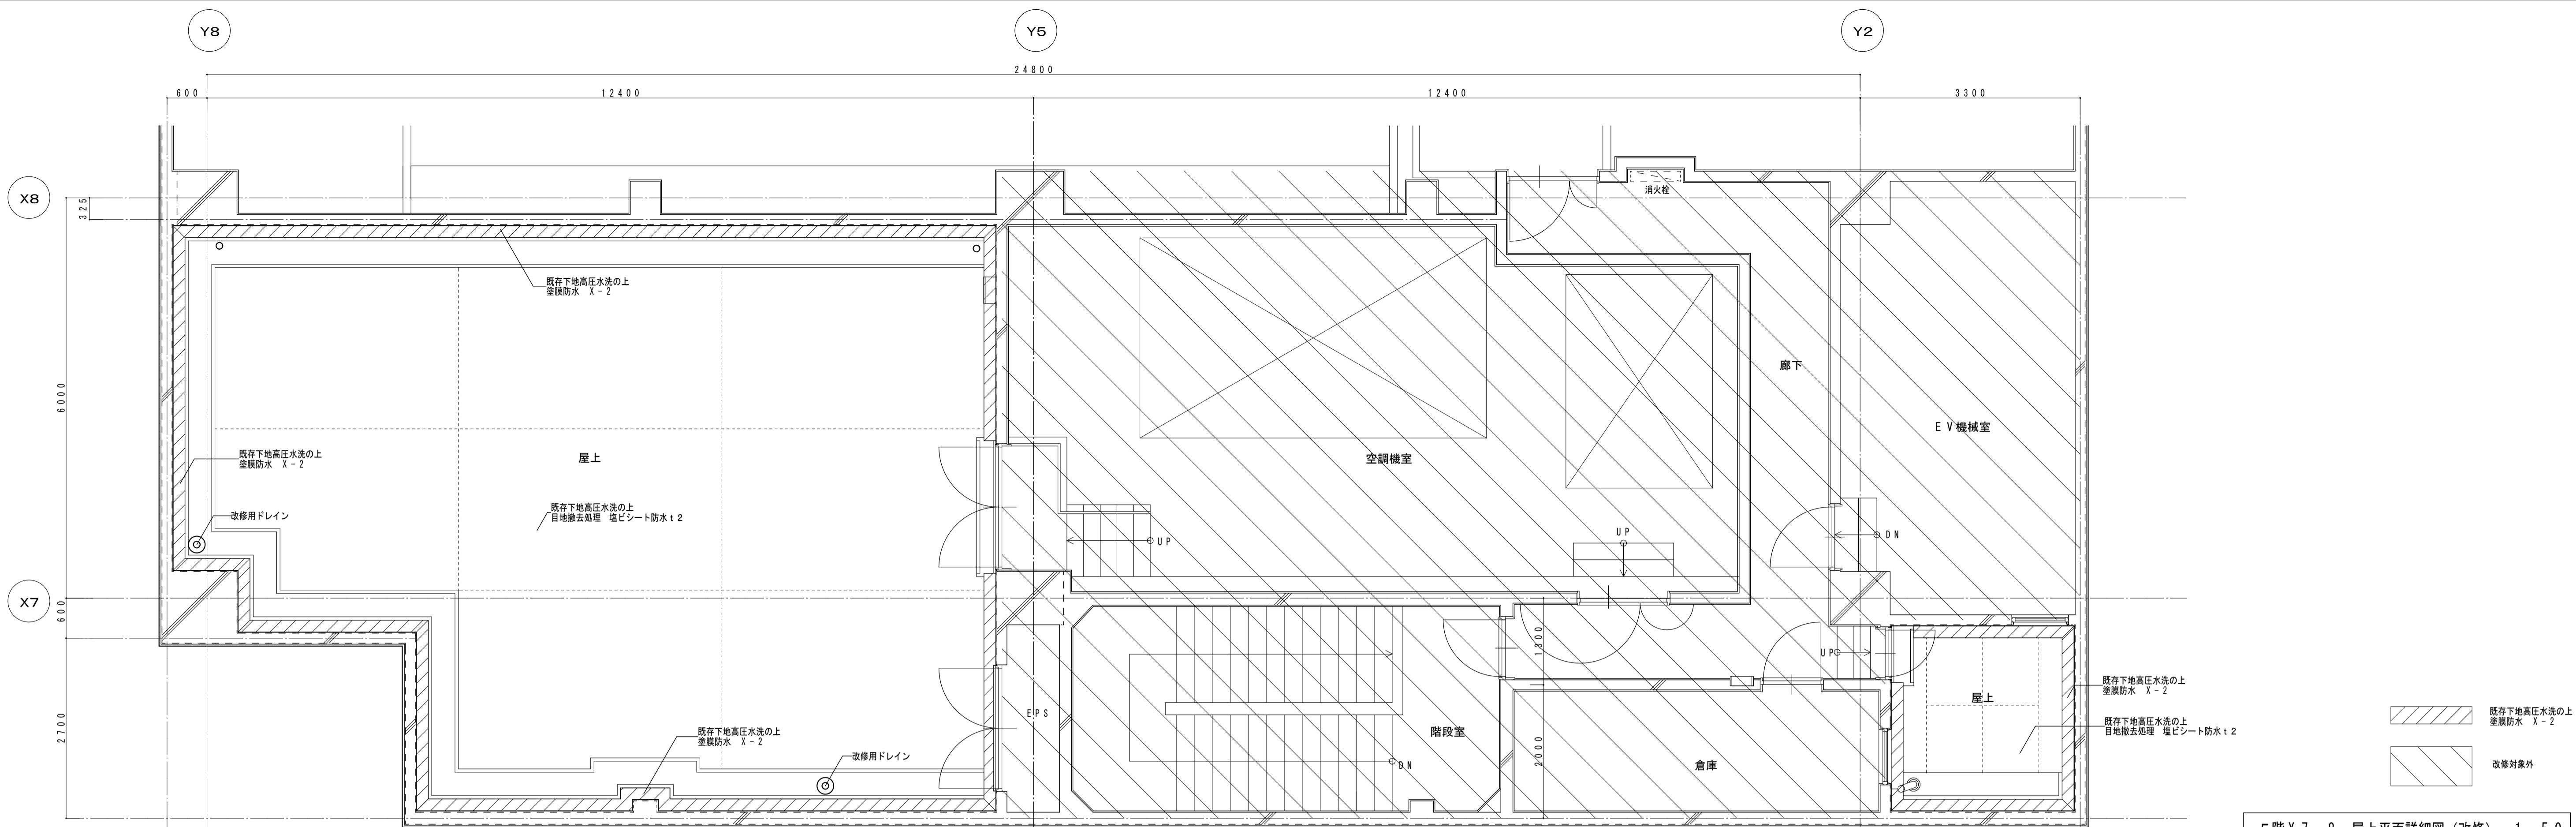 Y8
Y5
Y2
24800
600
12400
12400
3300
X8
325
消火栓
既存下地高圧水洗の上
塗膜防水 X-2
廊下
6000
EV機械室
既存下地高圧水洗の上
塗膜防水 X-2
屋上
空調機室
既存下地高圧水洗の上
目地撤去処理 塩ビシート防水t2
改修用ドレイン
UP
UP
DN
X7
600
1300
UP
既存下地高圧水洗の上
塗膜防水 X-2
屋上
EPS
2700
既存下地高圧水洗の上
塗膜防水 X-2
階段室
既存下地高圧水洗の上
目地撤去処理 塩ビシート防水t2
既存下地高圧水洗の上
塗膜防水 X-2
改修用ドレイン
DN
2000
倉庫
改修対象外